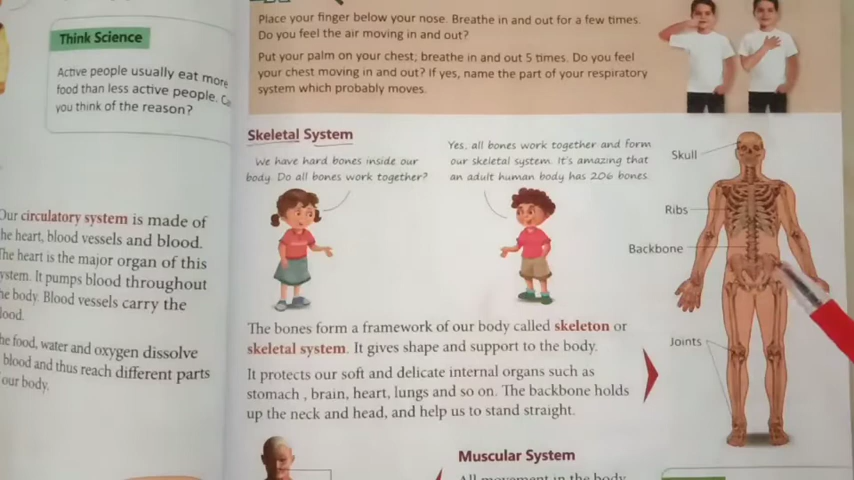 Think Science
Active people usually eat more
food than less active people.
you think of the reason?
Our circulatory system is made of
the heart, blood vessels and blood.
The heart is the major organ of this
system. It pumps blood throughout
the body. Blood vessels carry the
blood.
the food, water and oxygen dissolve
blood and thus reach different parts
our body.
Place your finger below your nose. Breathe in and out for a few times.
Do you feel the air moving in and out?
Put your palm on your chest; breathe in and out 5 times. Do you feel
your chest moving in and out? If yes, name the part of your respiratory
system which probably moves.
Skeletal System
We have hard bones inside our
body. Do all bones work together?
Yes, all bones work together and form
our skeletal system. It's amazing that
an adult human body has 206 bones.
Skull
Ribs
Backbone
Joints
The bones form a framework of our body called skeleton or
skeletal system. It gives shape and support to the body.
It protects our soft and delicate internal organs such as
stomach , brain, heart, lungs and so on. The backbone holds
up the neck and head, and help us to stand straight.
Muscular System
All movement in the body